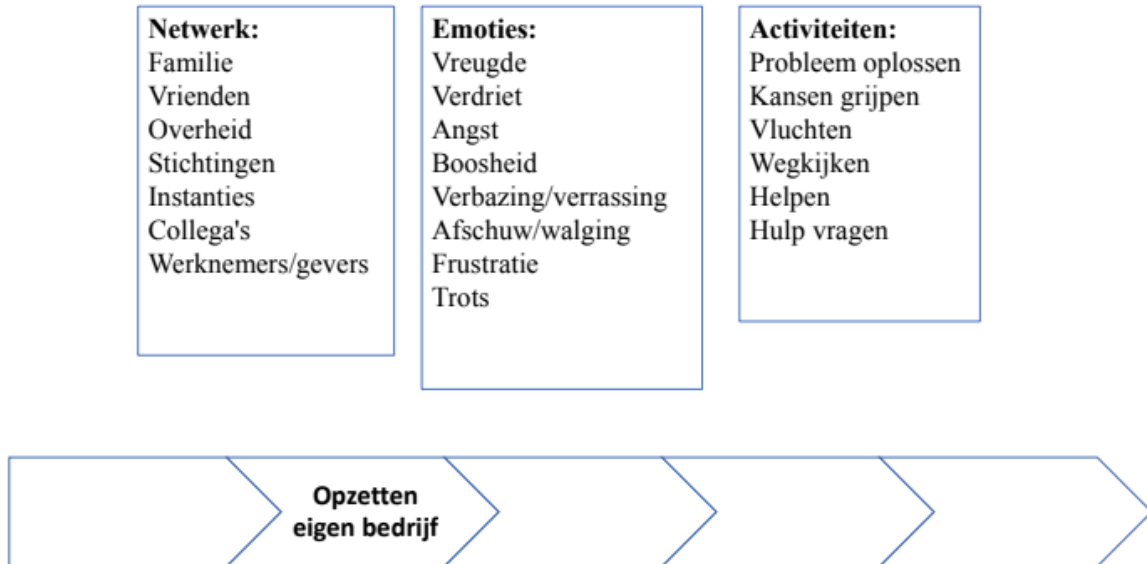 Netwerk:
Familie
Vrienden
Overheid
Stichtingen
Instanties
Collega's
Werknemers/gevers
Emoties:
Vreugde
Verdriet
Angst
Boosheid
Verbazing/verrassing
Afschuw/walging
Frustratie
Trots
Activiteiten:
Probleem oplossen
Kansen grijpen
Vluchten
Wegkijken
Helpen
Hulp vragen
Opzetten
eigen bedrijf